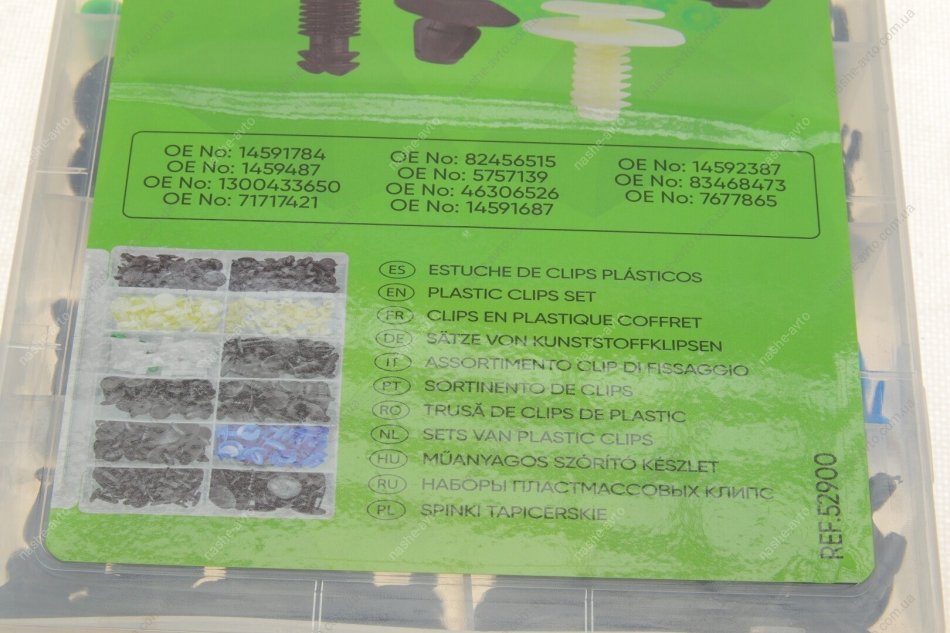 OE No: 14591784
OE No: 1459487
OE No: 1300433650
OE No: 71717421
OE No: 82456515
OE No: 5757139
OE No: 46306526
OE No: 14591687
OE No: 14592387
OE No: 83468473
OE No: 7677865
ES ESTUCHE DE CLIPS PLÁSTICOS
EN PLASTIC CLIPS SET
FR CLIPS EN PLASTIQUE COFFRET
DE SÄTZE VON KUNSTSTOFFKLIPSEN
IT ASSORTIMENTO CLIP DI FISSAGGIO
PT SORTINENTO DE CLIPS
RO TRUSĂ DE CLIPS DE PLASTIC
NL SETS VAN PLASTIC CLIPS
HU MŰANYAGOS SZÓRÍTÓ KÉSZLET
RU НАБОРЫ ПЛАСТМАССОВЫХ КЛИПС
PL SPINKI TAPICERSKIE
REF.52900
nashe-avto.com.ua